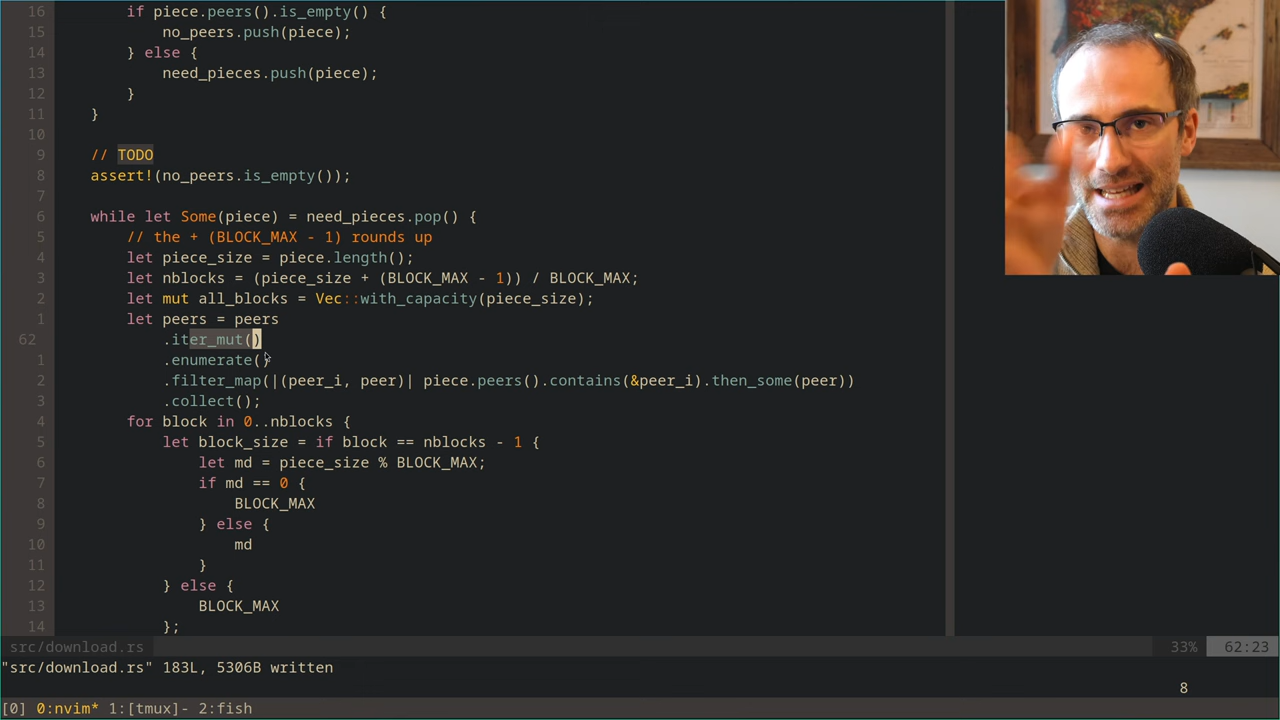 16 if piece.peers().is_empty() {
15 no_peers.push(piece);
14 } else {
13 need_pieces.push(piece);
12 }
11 }
10
9 // TODO
8 assert!(no_peers.is_empty());
7
6 while let Some(piece) = need_pieces.pop() {
5 // the + (BLOCK_MAX - 1) rounds up
4 let piece_size = piece.length();
3 let nblocks = (piece_size + (BLOCK_MAX - 1)) / BLOCK_MAX;
2 let mut all_blocks = Vec::with_capacity(piece_size);
1 let peers = peers
62 .iter_mut()
1 .enumerate()
2 .filter_map(|(peer_i, peer)| piece.peers().contains(&peer_i).then_some(peer))
3 .collect();
4 for block in 0..nblocks {
5 let block_size = if block == nblocks - 1 {
6 let md = piece_size % BLOCK_MAX;
7 if md == 0 {
8 BLOCK_MAX
9 } else {
10 md
11 }
12 } else {
13 BLOCK_MAX
14 };
src/download.rs 33% 62:23
"src/download.rs" 183L, 5306B written
8
[0] 0:nvim* 1:[tmux]- 2:fish